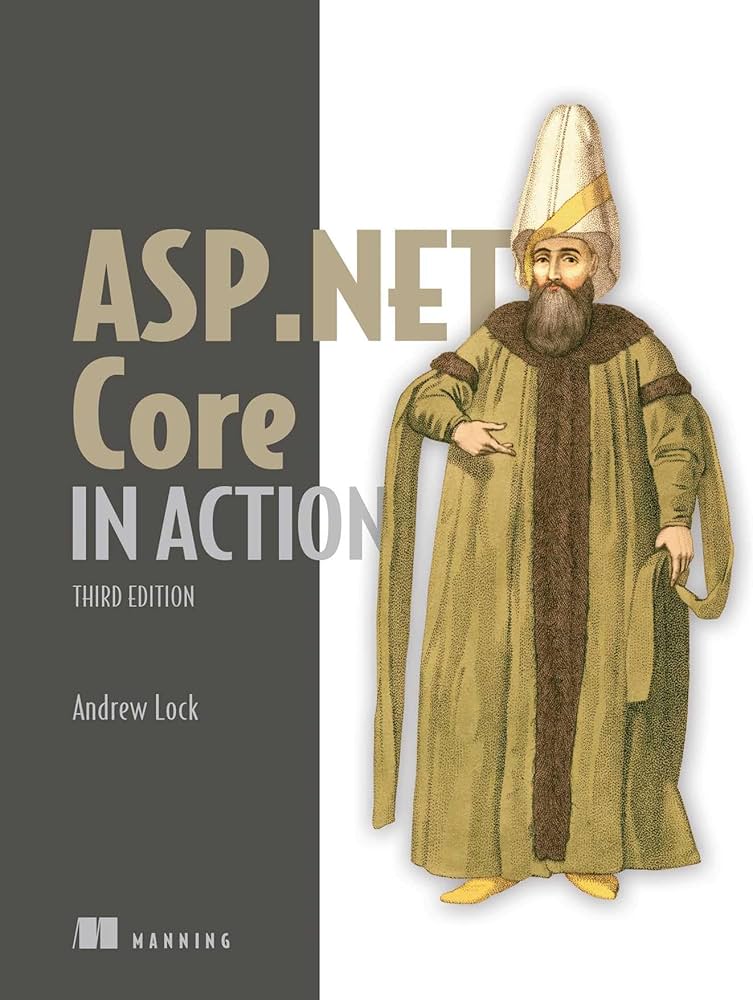 ASP.NET
Core
IN ACTION
THIRD EDITION
Andrew Lock
MANNING